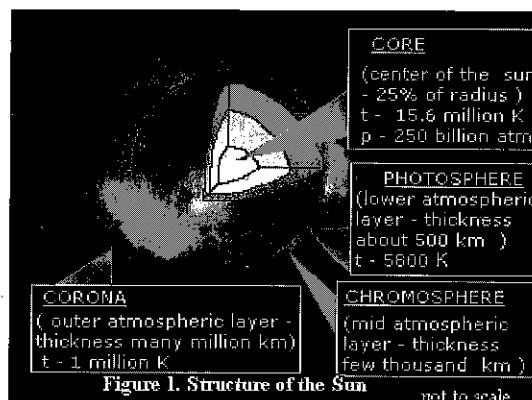 CORE
(center of the sun
- 25% of radius )
t - 15.6 million K
p - 250 billion atm
PHOTOSPHERE
(lower atmospheric
layer - thickness
about 500 km )
t - 5800 K
CHROMOSPHERE
(mid atmospheric
layer - thickness
few thousand km )
CORONA
( outer atmospheric layer -
thickness many million km)
t - 1 million K
Figure 1. Structure of the Sun
not to scale